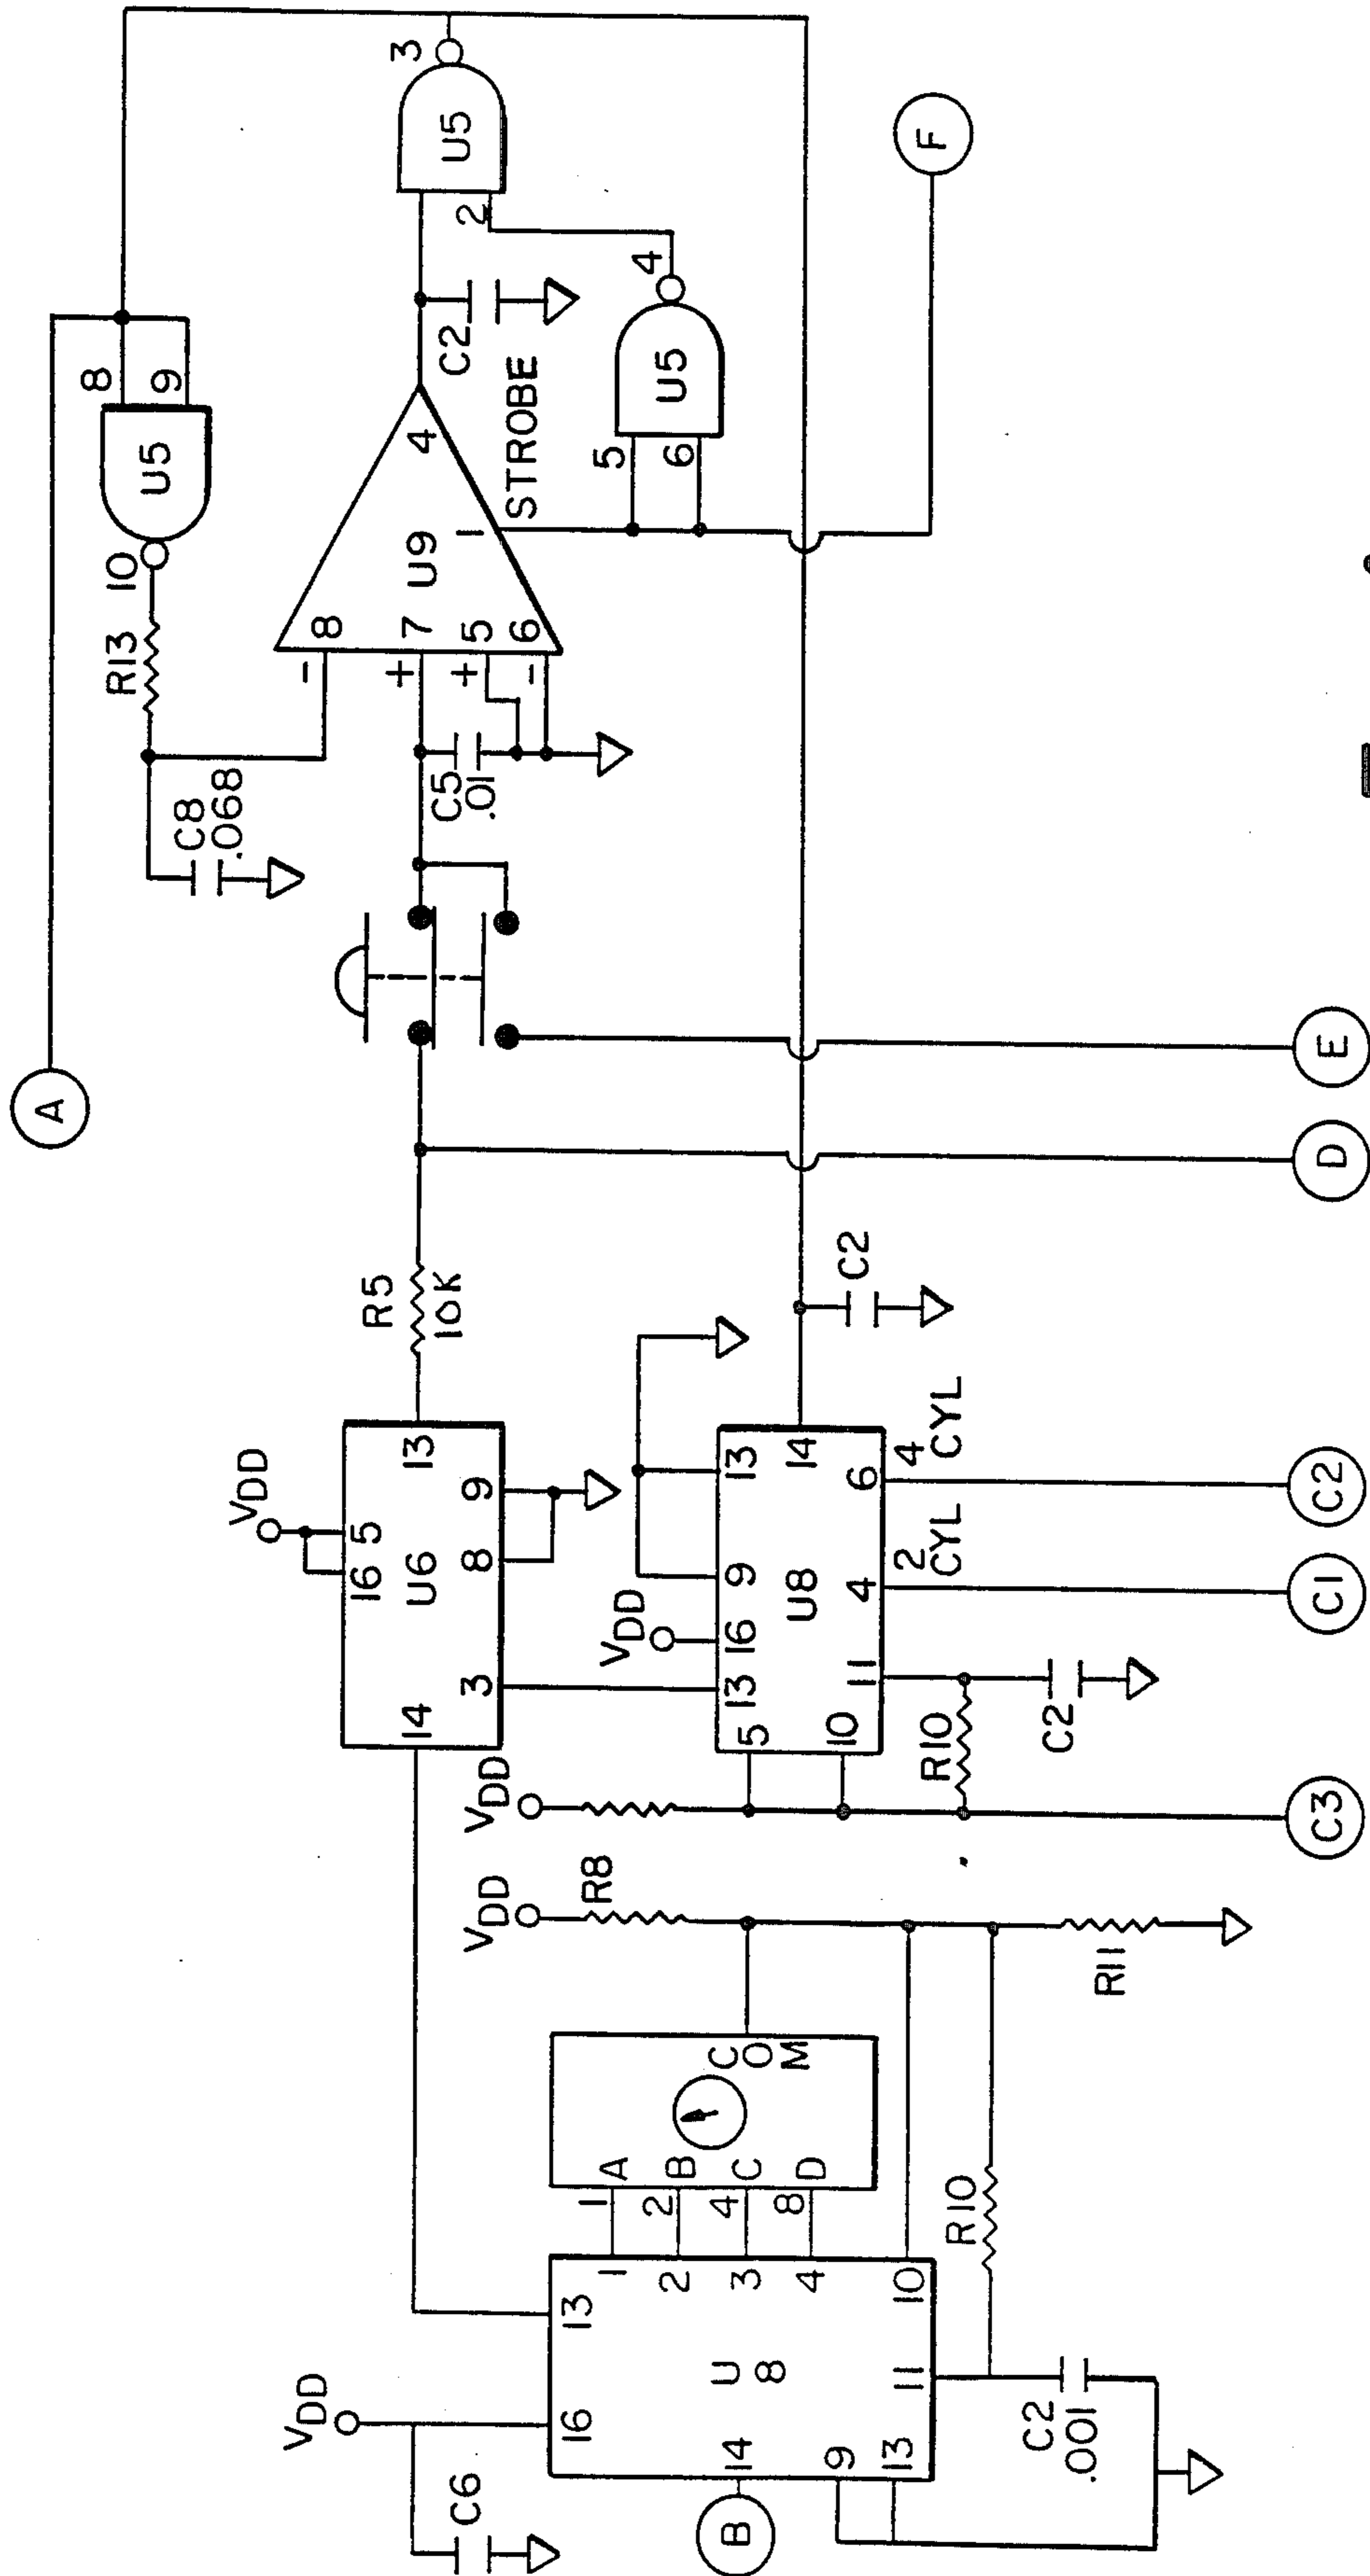 A
R13
10
U5
8
9
3
C8
.068
VDD
VDD
C6
16
13
U
8
14
B
9
13
11
10
1
2
3
4
1
2
4
8
A
B
C
D
COM
C2
.001
R10
R11
VDD
R8
14
16
5
U6
13
3
8
9
R5
10K
C5
.01
-
8
+
7
+
5
-
6
U9
4
1
STROBE
C2
U5
2
5
6
U5
4
F
VDD
VDD
5
10
13
16
9
13
U8
14
11
4
6
2
CYL
4
CYL
R10
C2
C2
C3
C1
C2
D
E